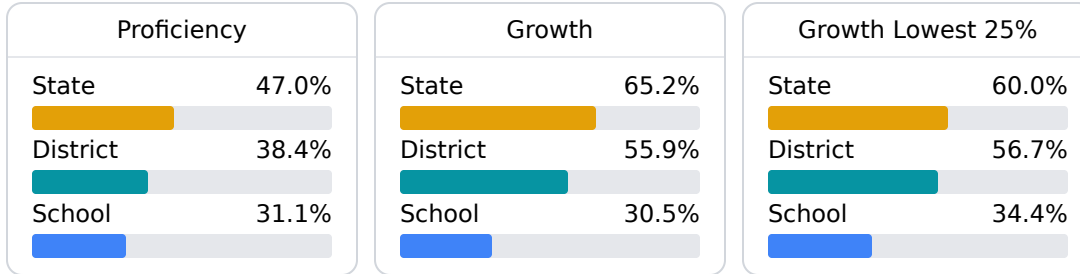 Proficiency
State 47.0%
District 38.4%
School 31.1%
Growth
State 65.2%
District 55.9%
School 30.5%
Growth Lowest 25%
State 60.0%
District 56.7%
School 34.4%